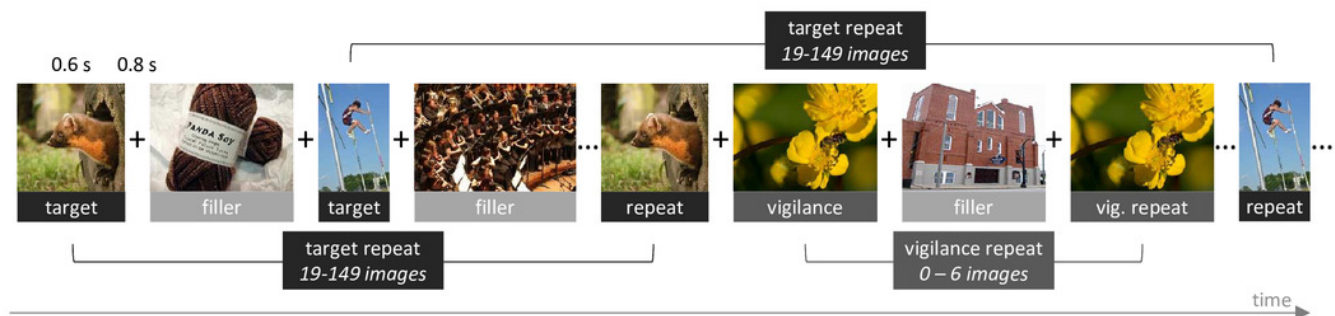 target repeat
19-149 images
0.6 s 0.8 s
PANDA SOY
+ + + ... + + + ... ...
target filler target filler repeat vigilance filler vig. repeat repeat
target repeat
19-149 images
vigilance repeat
0 – 6 images
time